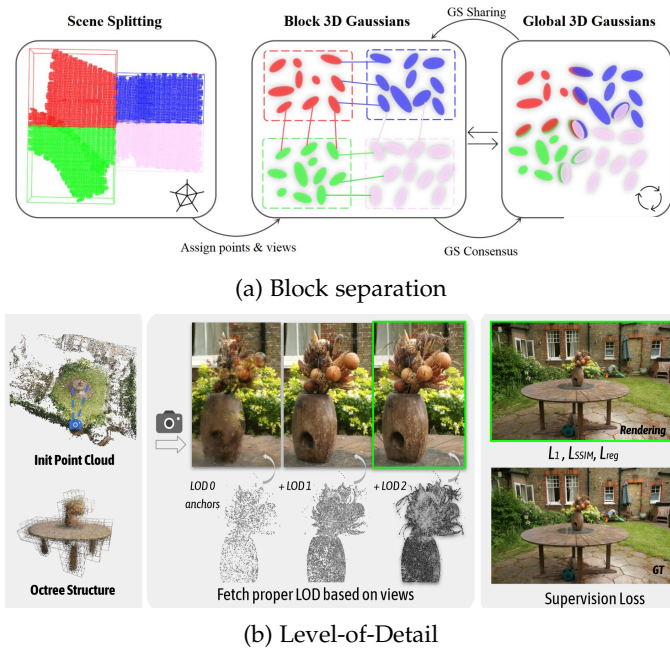 Scene Splitting
Block 3D Gaussians
GS Sharing
Global 3D Gaussians
Assign points & views
GS Consensus
(a) Block separation
Init Point Cloud
Octree Structure
LOD 0
anchors
+ LOD 1
+ LOD 2
Fetch proper LOD based on views
Rendering
L1 , LSSIM, Lreg
GT
Supervision Loss
(b) Level-of-Detail